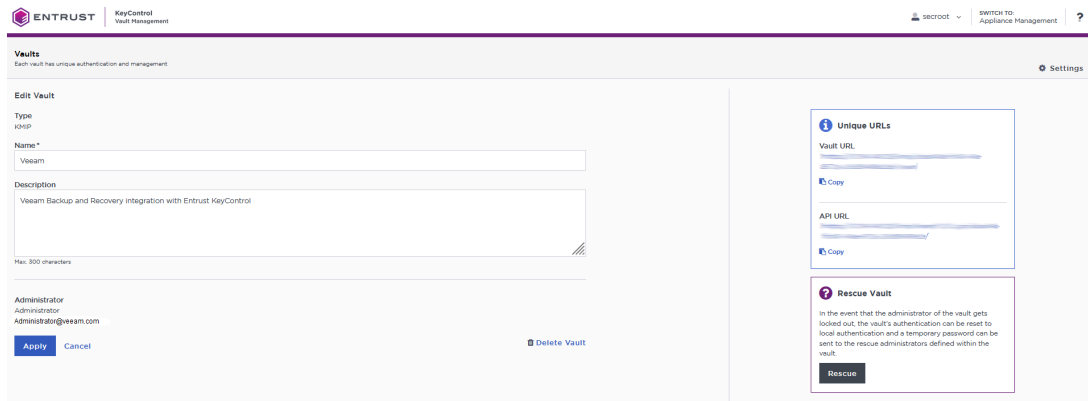 ENTRUST
KeyControl
Vault Management
secroot
SWITCH TO:
Appliance Management
?
Vaults
Each vault has unique authentication and management
Settings
Edit Vault
Type
KMIP
Name*
Veeam
Description
Veeam Backup and Recovery integration with Entrust KeyControl
Max. 300 characters
Administrator
Administrator
Administrator@veeam.com
Apply
Cancel
Delete Vault
Unique URLs
Vault URL
Copy
API URL
Copy
Rescue Vault
In the event that the administrator of the vault gets
locked out, the vault's authentication can be reset to
local authentication and a temporary password can be
sent to the rescue administrators defined within the
vault.
Rescue